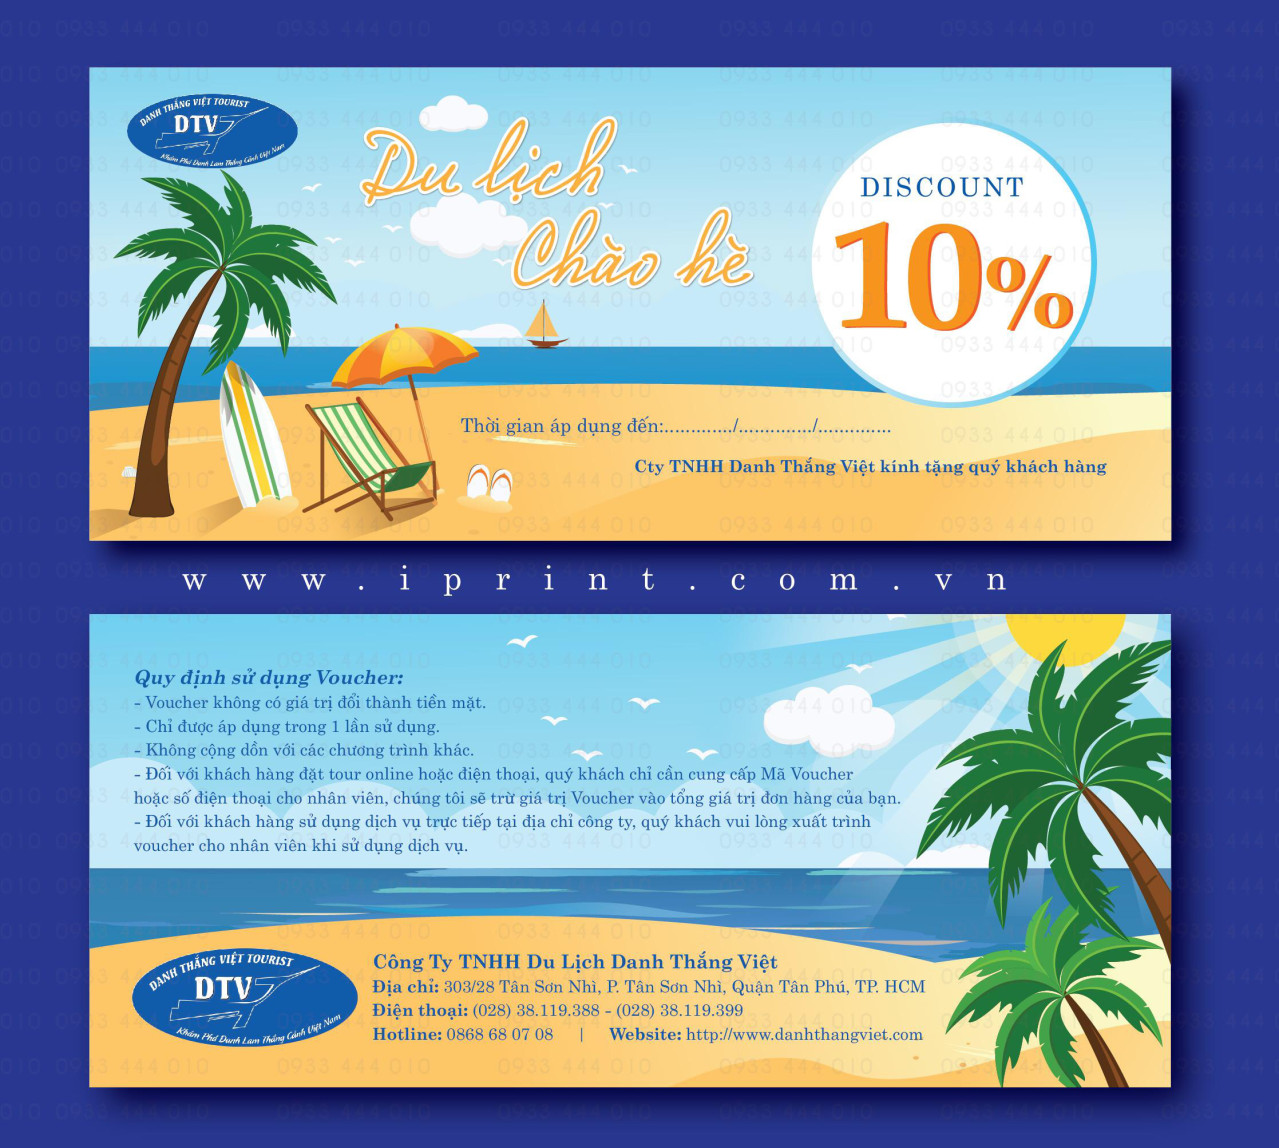 DANH THẮNG VIỆT TOURIST
DTV
Khám Phá Danh Lam Thắng Cảnh Việt Nam
Du lịch
Chào hè
DISCOUNT
10%
Thời gian áp dụng đến:............./............../..............
Cty TNHH Danh Thắng Việt kính tặng quý khách hàng
www.iprint.com.vn
Quy định sử dụng Voucher:
- Voucher không có giá trị đổi thành tiền mặt.
- Chỉ được áp dụng trong 1 lần sử dụng.
- Không cộng dồn với các chương trình khác.
- Đối với khách hàng đặt tour online hoặc điện thoại, quý khách chỉ cần cung cấp Mã Voucher
hoặc số điện thoại cho nhân viên, chúng tôi sẽ trừ giá trị Voucher vào tổng giá trị đơn hàng của bạn.
- Đối với khách hàng sử dụng dịch vụ trực tiếp tại địa chỉ công ty, quý khách vui lòng xuất trình
voucher cho nhân viên khi sử dụng dịch vụ.
DANH THẮNG VIỆT TOURIST
DTV
Khám Phá Danh Lam Thắng Cảnh Việt Nam
Công Ty TNHH Du Lịch Danh Thắng Việt
Địa chỉ: 303/28 Tân Sơn Nhì, P. Tân Sơn Nhì, Quận Tân Phú, TP. HCM
Điện thoại: (028) 38.119.388 - (028) 38.119.399
Hotline: 0868 68 07 08 | Website: http://www.danhthangviet.com
0933 444 010